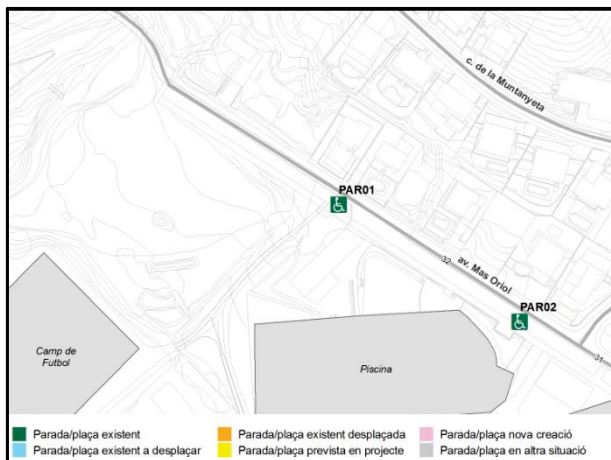 c. de la Muntanyeta
PAR01
32
av. Mas Oriol
PAR02
31
Camp de
Futbol
Piscina
Parada/plaça existent
Parada/plaça existent desplaçada
Parada/plaça nova creació
Parada/plaça existent a desplaçar
Parada/plaça prevista en projecte
Parada/plaça en altra situació